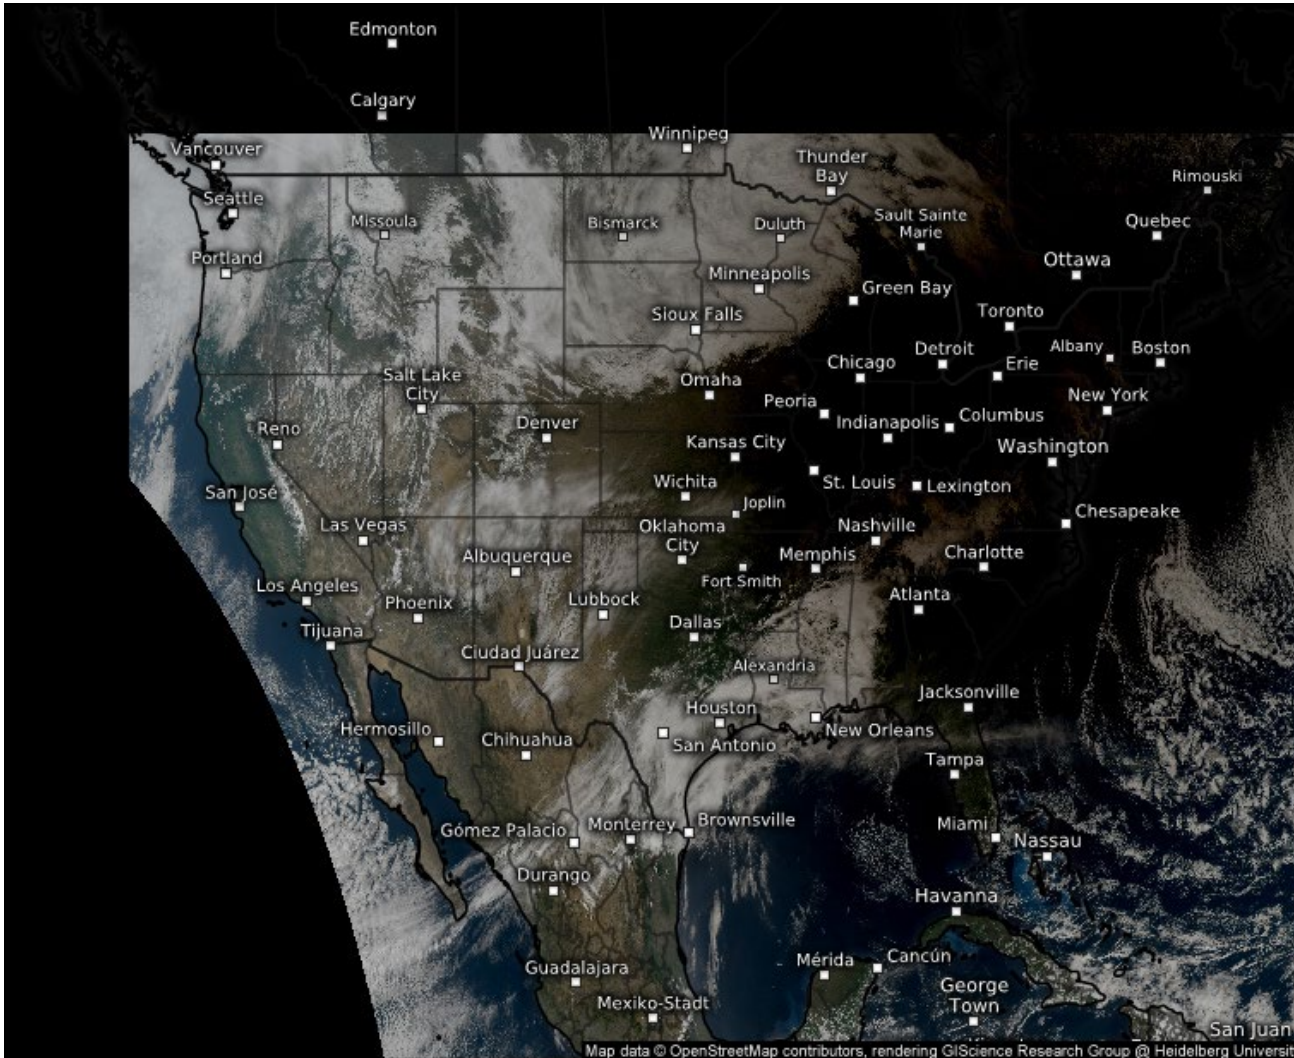 Edmonton
Calgary
Winnipeg
Vancouver
Thunder
Bay
Rimouski
Seattle
Missoula
Bismarck
Duluth
Sault Sainte
Marie
Quebec
Portland
Minneapolis
Ottawa
Green Bay
Sioux Falls
Toronto
Chicago
Detroit
Erie
Albany
Boston
Salt Lake
City
Omaha
Peoria
New York
Reno
Denver
Indianapolis
Columbus
Kansas City
Washington
San José
Wichita
St. Louis
Lexington
Joplin
Las Vegas
Oklahoma
City
Nashville
Chesapeake
Albuquerque
Memphis
Charlotte
Fort Smith
Los Angeles
Phoenix
Lubbock
Atlanta
Tijuana
Dallas
Ciudad Juárez
Alexandria
Jacksonville
Hermosillo
Chihuahua
Houston
San Antonio
New Orleans
Tampa
Gómez Palacio
Monterrey
Brownsville
Miami
Nassau
Durango
Havanna
Guadalajara
Mérida
Cancún
George
Town
Mexiko-Stadt
San Juan
Map data © OpenStreetMap contributors, rendering GIScience Research Group @ Heidelberg Universit